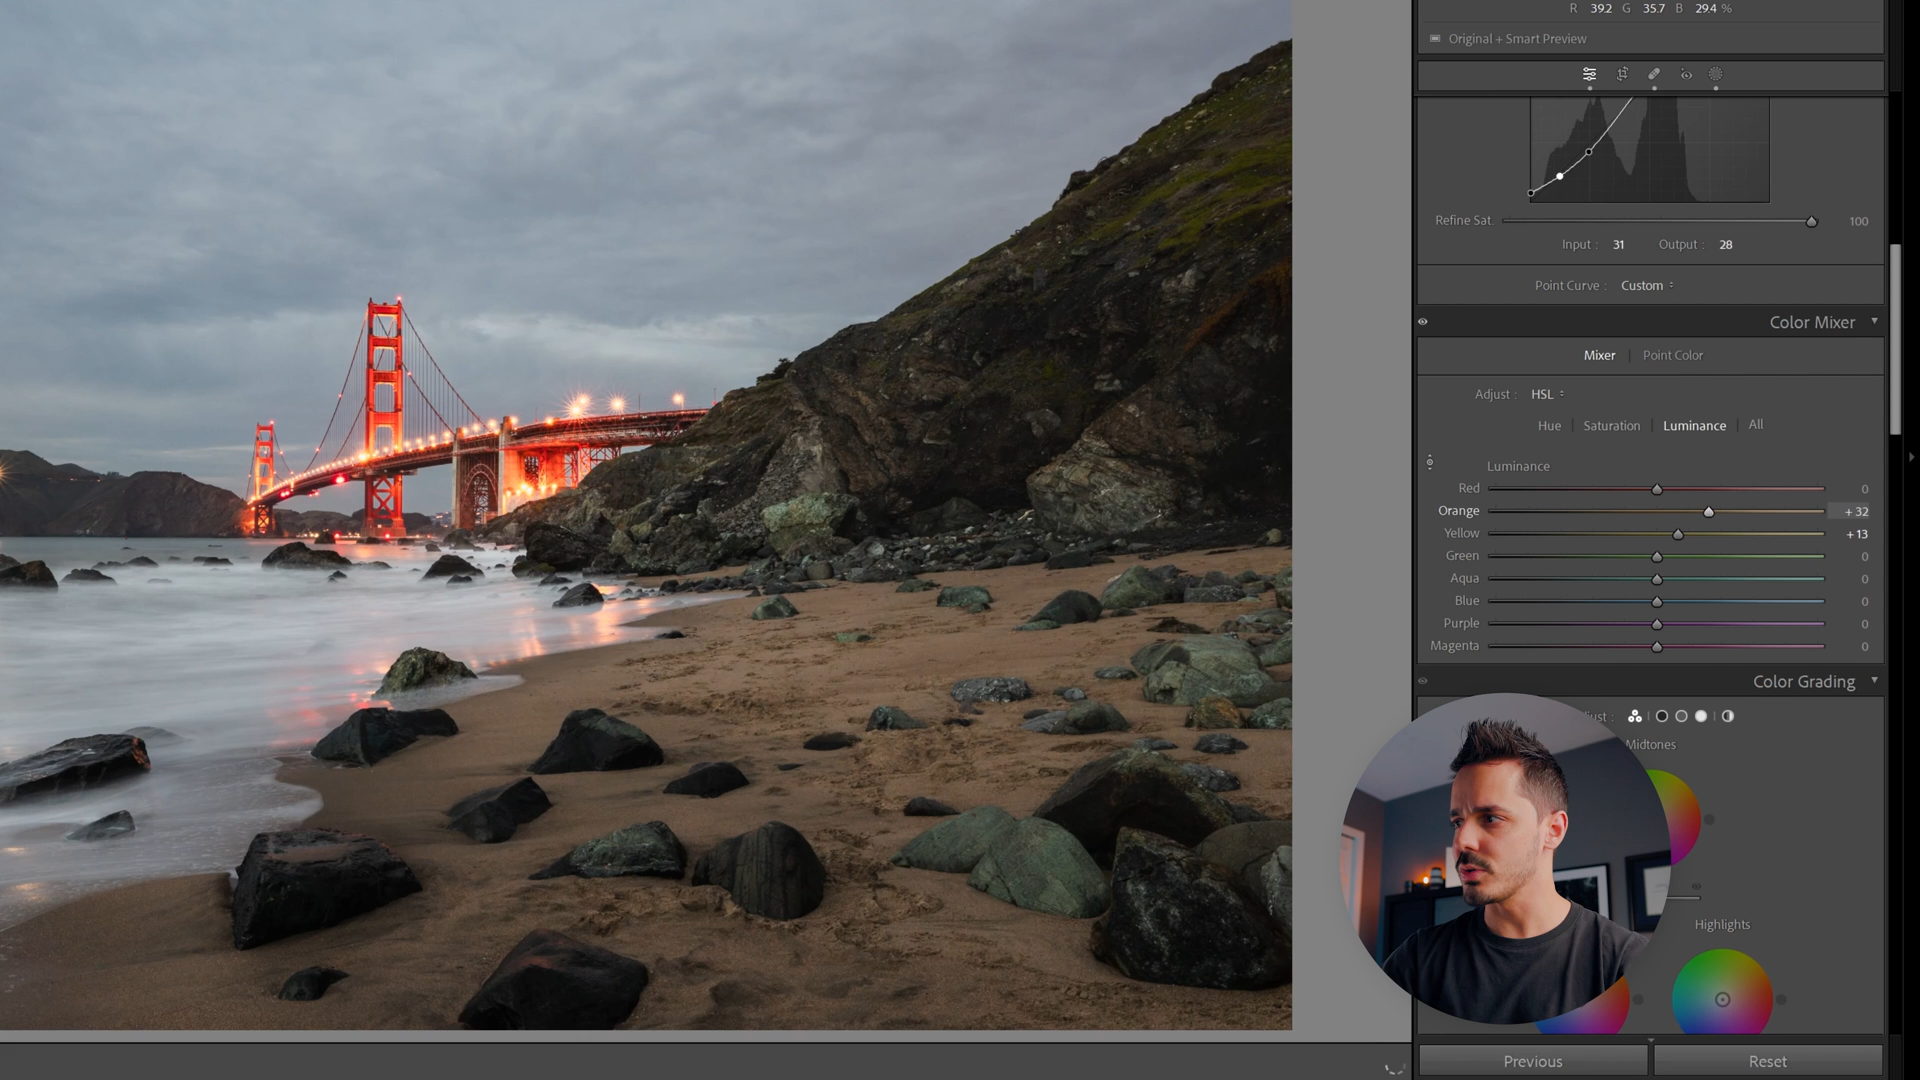 R 39.2 G 35.7 B 29.4 %
Original + Smart Preview
Refine Sat. 100
Input : 31 Output : 28
Point Curve : Custom
Color Mixer
Mixer | Point Color
Adjust : HSL
Hue | Saturation | Luminance | All
Luminance
Red 0
Orange + 32
Yellow + 13
Green 0
Aqua 0
Blue 0
Purple 0
Magenta 0
Color Grading
ust :
Midtones
Highlights
Previous Reset